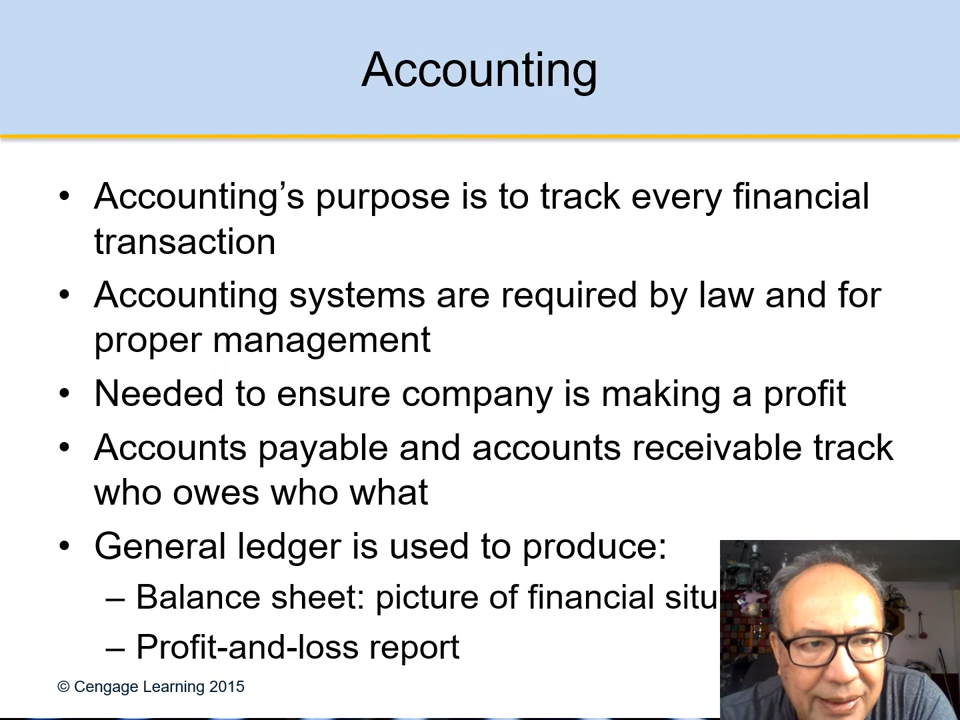 Accounting
• Accounting’s purpose is to track every financial
transaction
• Accounting systems are required by law and for
proper management
• Needed to ensure company is making a profit
• Accounts payable and accounts receivable track
who owes who what
• General ledger is used to produce:
– Balance sheet: picture of financial
– Profit-and-loss report
© Cengage Learning 2015